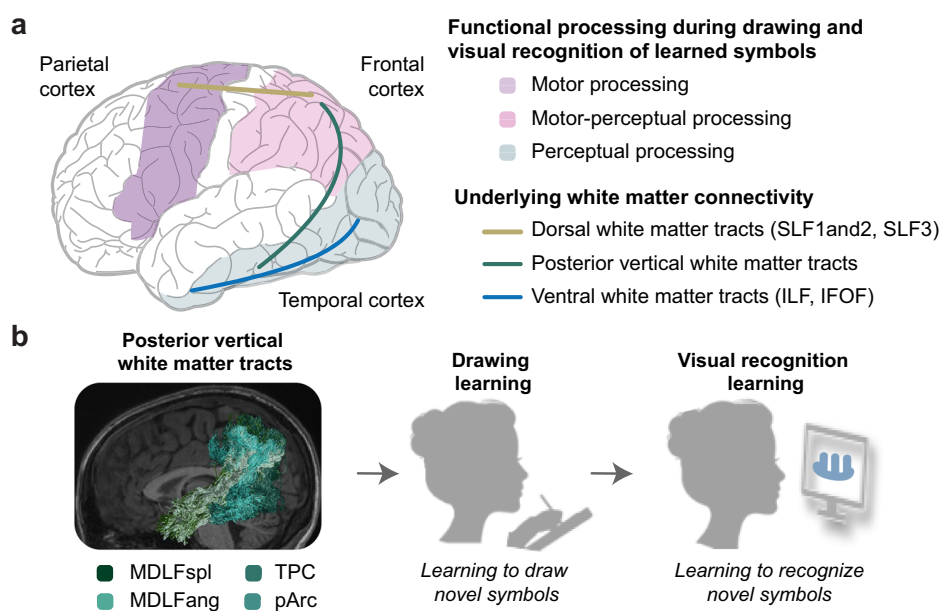 a
Parietal
cortex
Frontal
cortex
Temporal cortex
Functional processing during drawing and
visual recognition of learned symbols
Motor processing
Motor-perceptual processing
Perceptual processing
Underlying white matter connectivity
Dorsal white matter tracts (SLF1and2, SLF3)
Posterior vertical white matter tracts
Ventral white matter tracts (ILF, IFOF)
b
Posterior vertical
white matter tracts
MDLFspl
TPC
MDLFang
pArc
Drawing
learning
Learning to draw
novel symbols
Visual recognition
learning
Learning to recognize
novel symbols